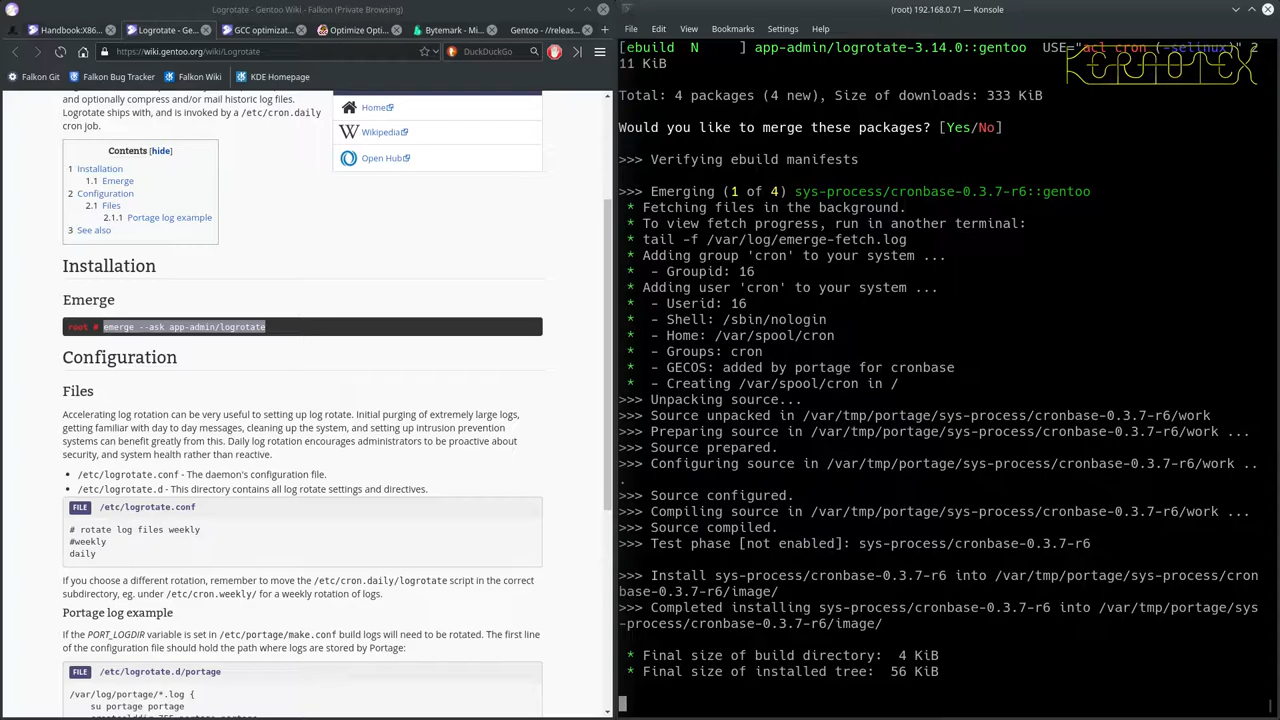 Logrotate - Gentoo Wiki - Falkon (Private Browsing)
Handbook:X86...
Logrotate - Ge...
GCC optimizat...
Optimize Opti...
Bytemark - Mi...
Gentoo - /relea...
https://wiki.gentoo.org/wiki/Logrotate
DuckDuckGo
Falkon Git
Falkon Bug Tracker
Falkon Wiki
KDE Homepage
and optionally compress and/or mail historic log files.
Logrotate ships with, and is invoked by a /etc/cron.daily
cron job.
Home
Wikipedia
Open Hub
Contents [hide]
1 Installation
1.1 Emerge
2 Configuration
2.1 Files
2.1.1 Portage log example
3 See also
Installation
Emerge
root # emerge --ask app-admin/logrotate
Configuration
Files
Accelerating log rotation can be very useful to setting up log rotate. Initial purging of extremely large logs,
getting familiar with day to day messages, cleaning up the system, and setting up intrusion prevention
systems can benefit greatly from this. Daily log rotation encourages administrators to be proactive about
security, and system health rather than reactive.
• /etc/logrotate.conf - The daemon's configuration file.
• /etc/logrotate.d - This directory contains all log rotate settings and directives.
FILE /etc/logrotate.conf
# rotate log files weekly
#weekly
daily
If you choose a different rotation, remember to move the /etc/cron.daily/logrotate script in the correct
subdirectory, eg. under /etc/cron.weekly/ for a weekly rotation of logs.
Portage log example
If the PORT_LOGDIR variable is set in /etc/portage/make.conf build logs will need to be rotated. The first line
of the configuration file should hold the path where logs are stored by Portage:
FILE /etc/logrotate.d/portage
/var/log/portage/*.log {
su portage portage
(root) 192.168.0.71 — Konsole
File Edit View Bookmarks Settings Help
[ebuild N ] app-admin/logrotate-3.14.0::gentoo USE="acl cron (-selinux)" 2
11 KiB
KERNOTEX
Total: 4 packages (4 new), Size of downloads: 333 KiB
Would you like to merge these packages? [Yes/No]
>>> Verifying ebuild manifests
>>> Emerging (1 of 4) sys-process/cronbase-0.3.7-r6::gentoo
* Fetching files in the background.
* To view fetch progress, run in another terminal:
* tail -f /var/log/emerge-fetch.log
* Adding group 'cron' to your system ...
* - Groupid: 16
* Adding user 'cron' to your system ...
* - Userid: 16
* - Shell: /sbin/nologin
* - Home: /var/spool/cron
* - Groups: cron
* - GECOS: added by portage for cronbase
* - Creating /var/spool/cron in /
>>> Unpacking source...
>>> Source unpacked in /var/tmp/portage/sys-process/cronbase-0.3.7-r6/work
>>> Preparing source in /var/tmp/portage/sys-process/cronbase-0.3.7-r6/work ...
>>> Source prepared.
>>> Configuring source in /var/tmp/portage/sys-process/cronbase-0.3.7-r6/work ..
.
>>> Source configured.
>>> Compiling source in /var/tmp/portage/sys-process/cronbase-0.3.7-r6/work ...
>>> Source compiled.
>>> Test phase [not enabled]: sys-process/cronbase-0.3.7-r6
>>> Install sys-process/cronbase-0.3.7-r6 into /var/tmp/portage/sys-process/cron
base-0.3.7-r6/image/
>>> Completed installing sys-process/cronbase-0.3.7-r6 into /var/tmp/portage/sys
-process/cronbase-0.3.7-r6/image/
* Final size of build directory: 4 KiB
* Final size of installed tree: 56 KiB